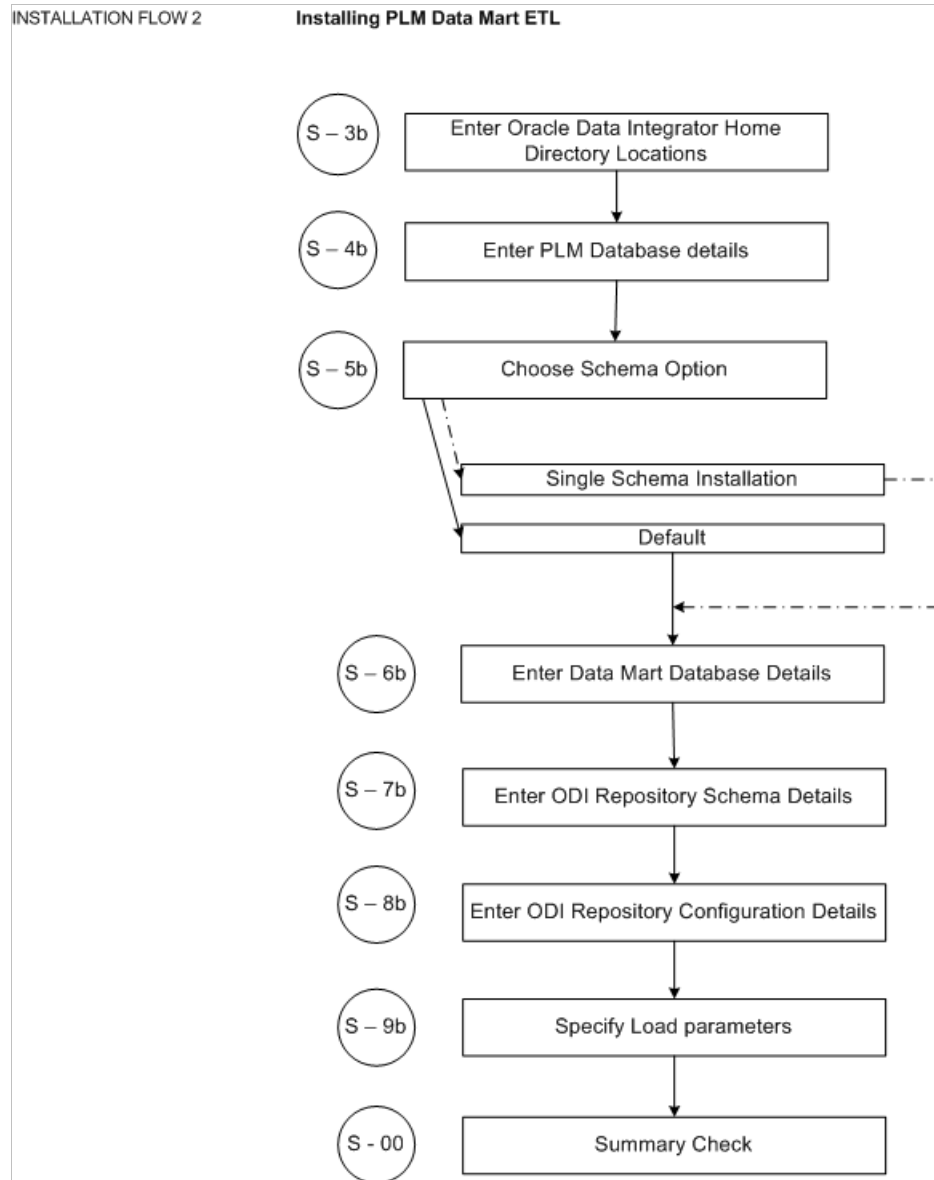 INSTALLATION FLOW 2
Installing PLM Data Mart ETL
S – 3b
Enter Oracle Data Integrator Home
Directory Locations
S – 4b
Enter PLM Database details
S – 5b
Choose Schema Option
Single Schema Installation
Default
S – 6b
Enter Data Mart Database Details
S – 7b
Enter ODI Repository Schema Details
S – 8b
Enter ODI Repository Configuration Details
S – 9b
Specify Load parameters
S - 00
Summary Check